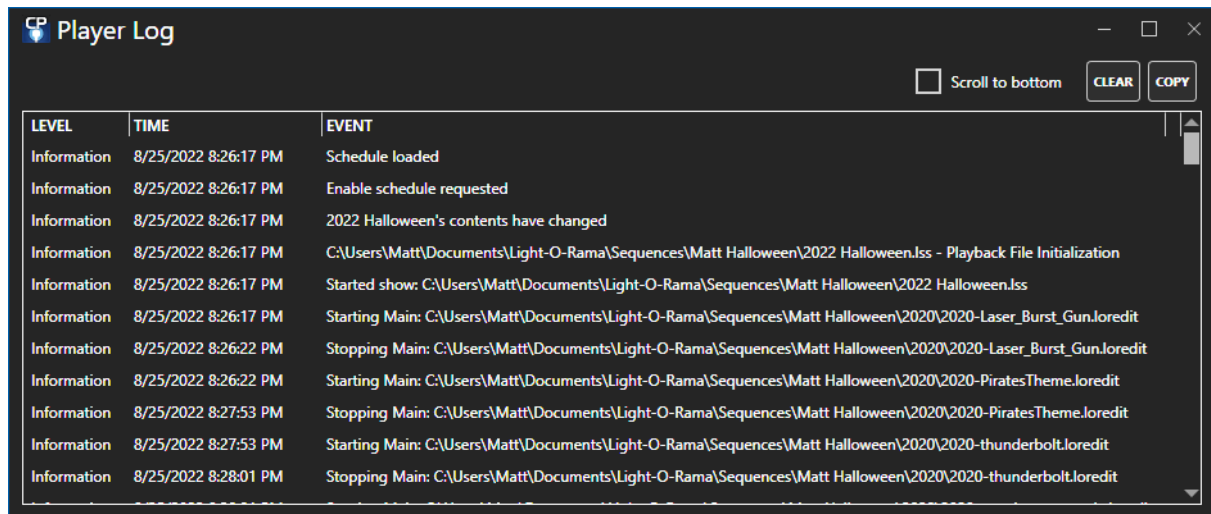 CP Player Log
Scroll to bottom CLEAR COPY
LEVEL TIME EVENT
Information 8/25/2022 8:26:17 PM Schedule loaded
Information 8/25/2022 8:26:17 PM Enable schedule requested
Information 8/25/2022 8:26:17 PM 2022 Halloween's contents have changed
Information 8/25/2022 8:26:17 PM C:\Users\Matt\Documents\Light-O-Rama\Sequences\Matt Halloween\2022 Halloween.lss - Playback File Initialization
Information 8/25/2022 8:26:17 PM Started show: C:\Users\Matt\Documents\Light-O-Rama\Sequences\Matt Halloween\2022 Halloween.lss
Information 8/25/2022 8:26:17 PM Starting Main: C:\Users\Matt\Documents\Light-O-Rama\Sequences\Matt Halloween\2020\2020-Laser_Burst_Gun.loredit
Information 8/25/2022 8:26:22 PM Stopping Main: C:\Users\Matt\Documents\Light-O-Rama\Sequences\Matt Halloween\2020\2020-Laser_Burst_Gun.loredit
Information 8/25/2022 8:26:22 PM Starting Main: C:\Users\Matt\Documents\Light-O-Rama\Sequences\Matt Halloween\2020\2020-PiratesTheme.loredit
Information 8/25/2022 8:27:53 PM Stopping Main: C:\Users\Matt\Documents\Light-O-Rama\Sequences\Matt Halloween\2020\2020-PiratesTheme.loredit
Information 8/25/2022 8:27:53 PM Starting Main: C:\Users\Matt\Documents\Light-O-Rama\Sequences\Matt Halloween\2020\2020-thunderbolt.loredit
Information 8/25/2022 8:28:01 PM Stopping Main: C:\Users\Matt\Documents\Light-O-Rama\Sequences\Matt Halloween\2020\2020-thunderbolt.loredit